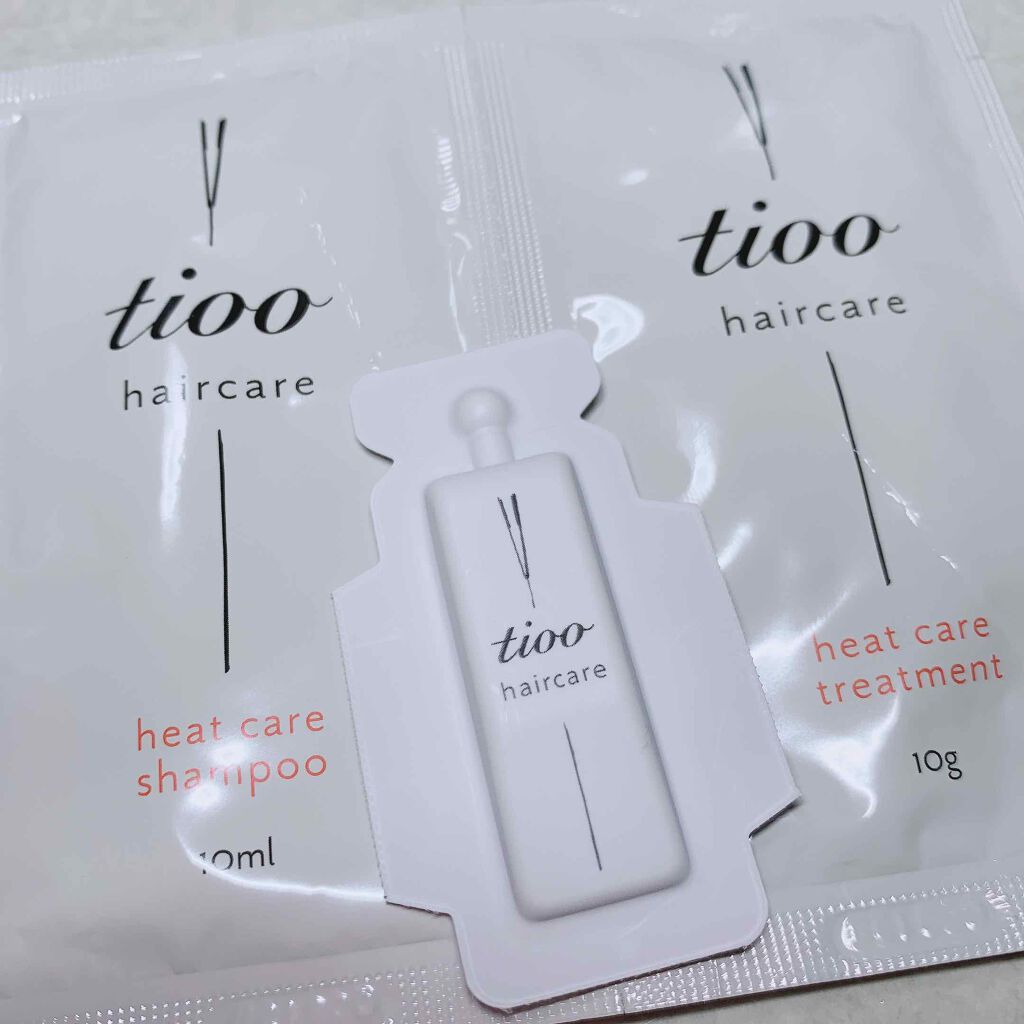 tioo
haircare
heat care
shampoo
10ml
tioo
haircare
heat care
treatment
10g
tioo
haircare